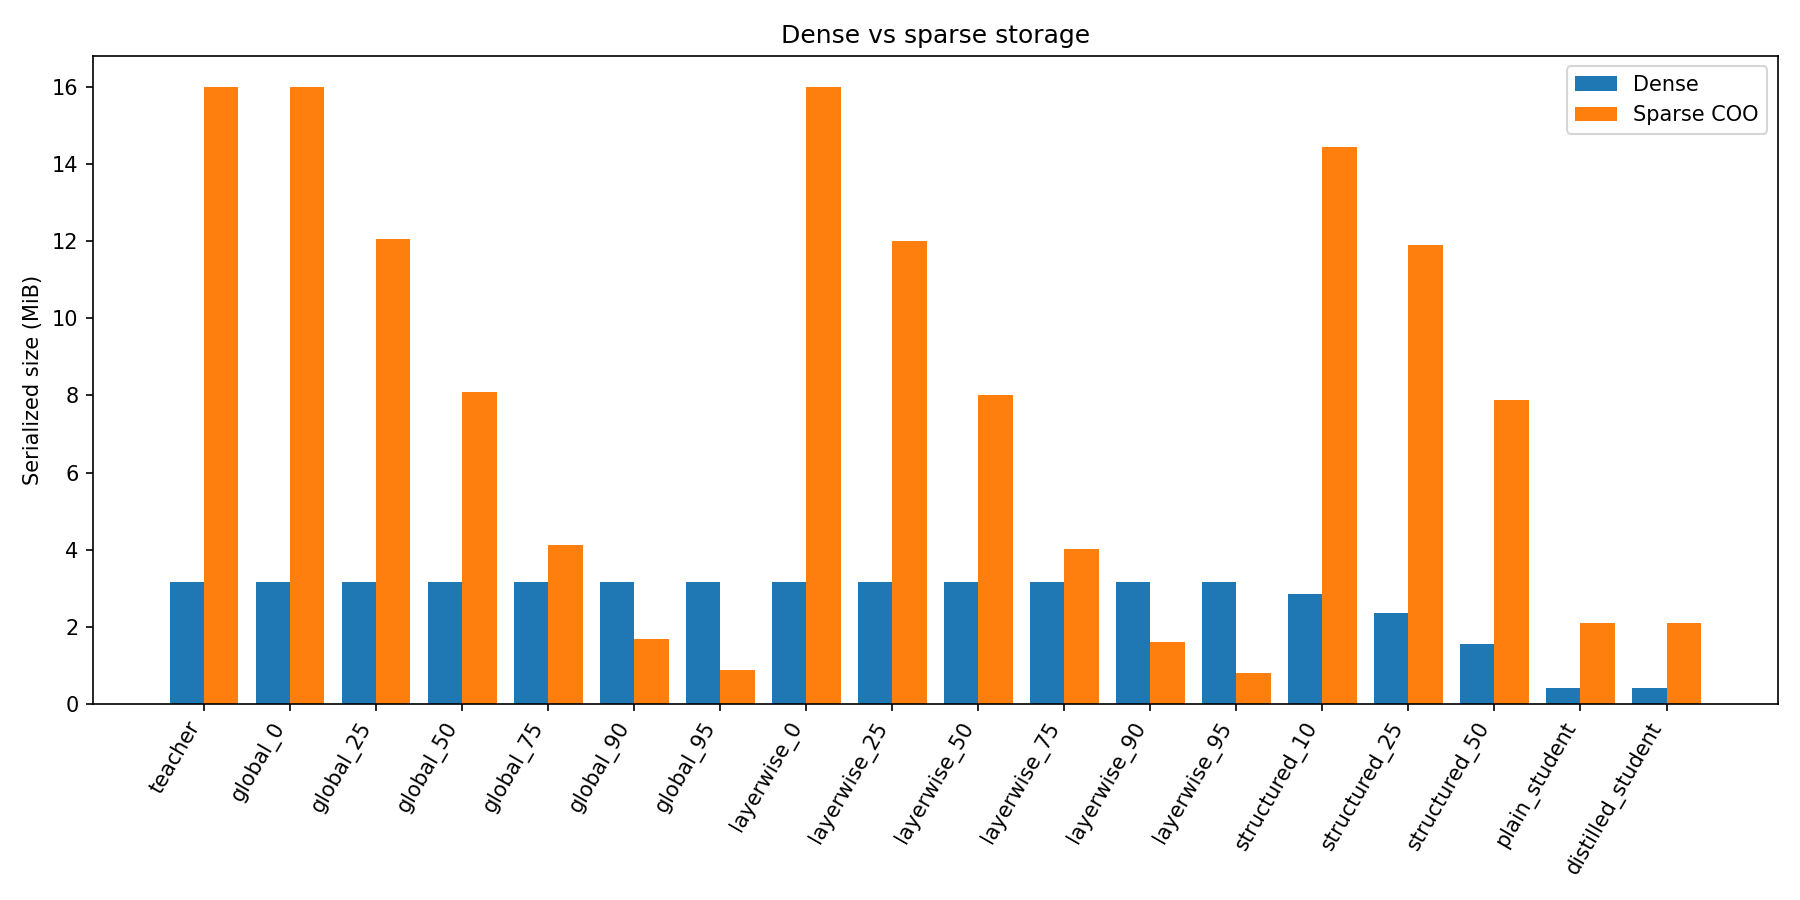 Dense vs sparse storage
Dense
Sparse COO
Serialized size (MiB)
16
14
12
10
8
6
4
2
0
teacher
global_0
global_25
global_50
global_75
global_90
global_95
layerwise_0
layerwise_25
layerwise_50
layerwise_75
layerwise_90
layerwise_95
structured_10
structured_25
structured_50
plain_student
distilled_student